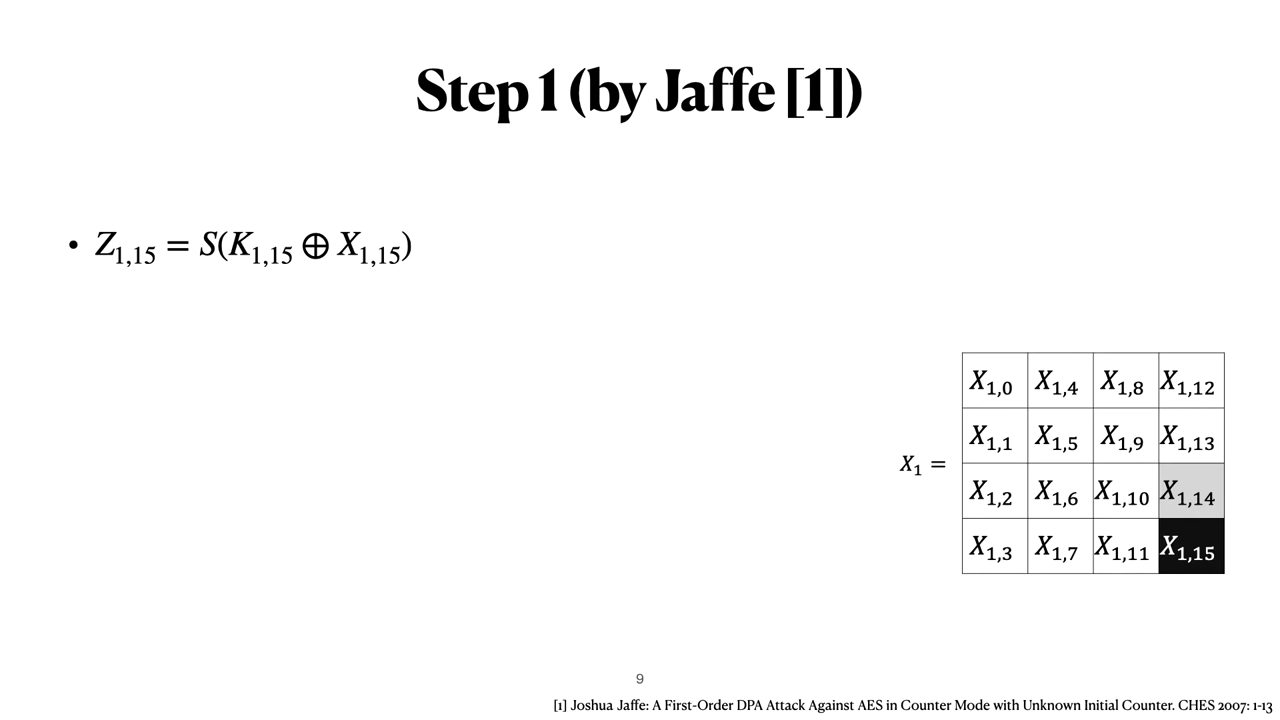 Step 1 (by Jaffe [1])
• Z₁,₁₅ = S(K₁,₁₅ ⊕ X₁,₁₅)
X₁,₀ X₁,₄ X₁,₈ X₁,₁₂
X₁,₁ X₁,₅ X₁,₉ X₁,₁₃
X₁ =
X₁,₂ X₁,₆ X₁,₁₀ X₁,₁₄
X₁,₃ X₁,₇ X₁,₁₁ X₁,₁₅
9
[1] Joshua Jaffe: A First-Order DPA Attack Against AES in Counter Mode with Unknown Initial Counter. CHES 2007: 1-13